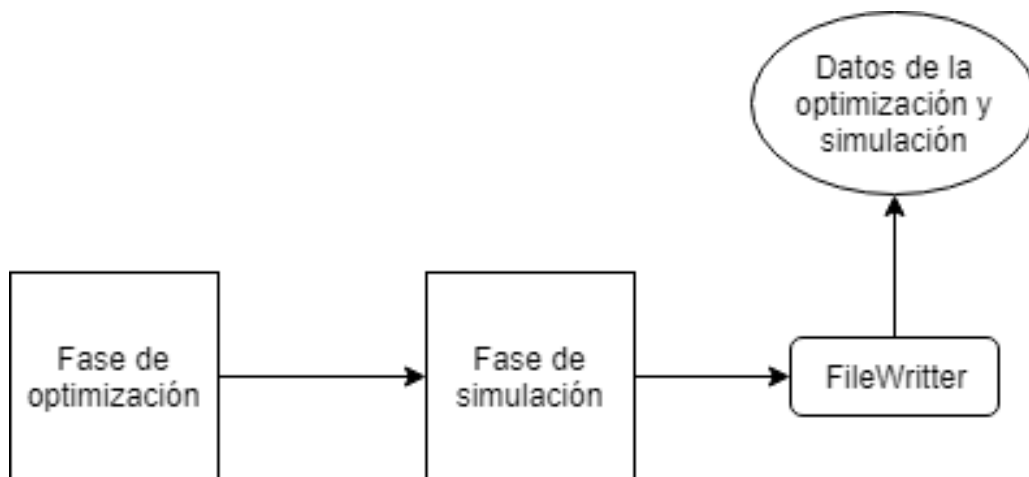 Datos de la
optimización y
simulación
Fase de
optimización
Fase de
simulación
FileWritter